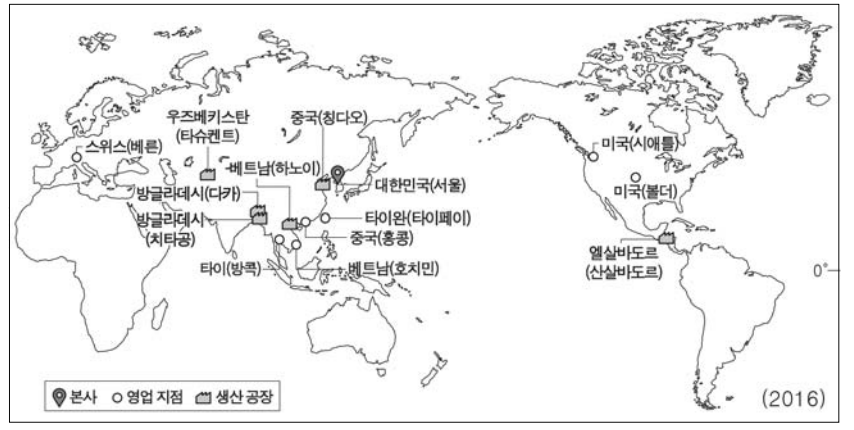 우즈베키스탄
(타슈켄트)
중국(칭다오)
스위스(베른)
베트남(하노이)
미국(시애틀)
대한민국(서울)
미국(볼더)
방글라데시(다카)
방글라데시
(치타공)
타이완(타이페이)
중국(홍콩)
엘살바도르
(산살바도르)
타이(방콕)
베트남(호치민)
0°
본사 영업 지점 생산 공장
(2016)